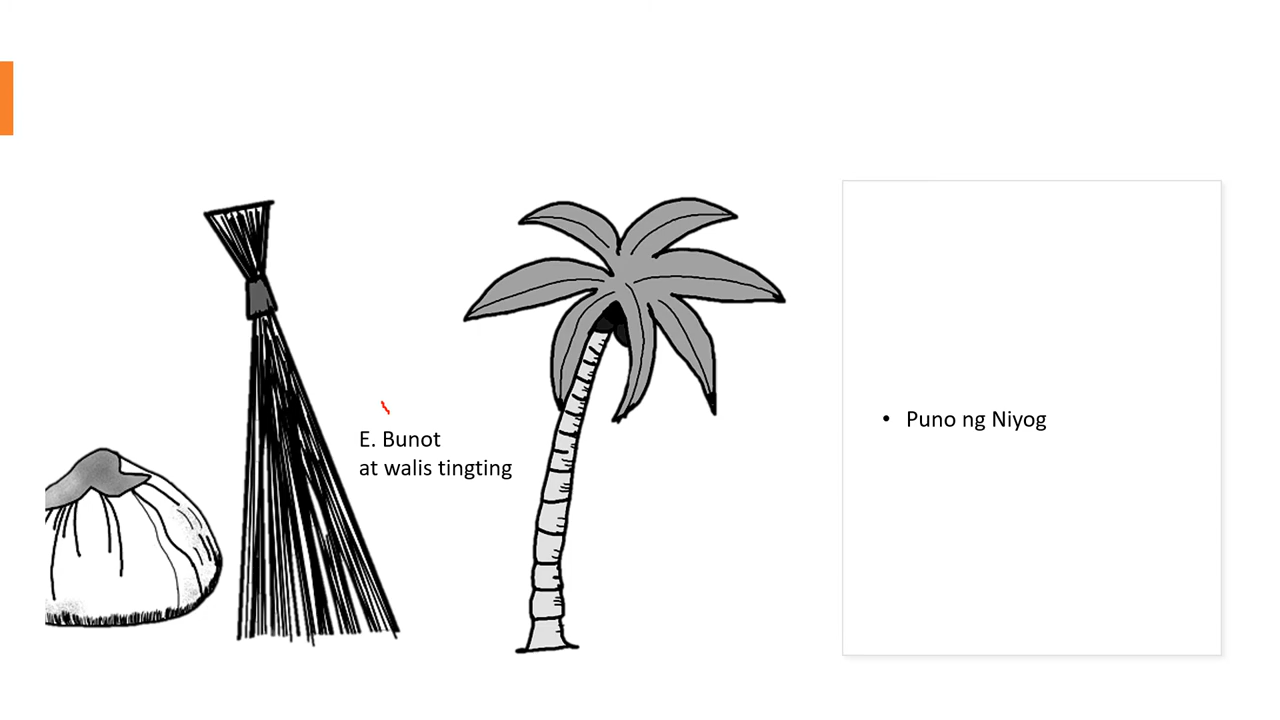 E. Bunot
at walis tingting
• Puno ng Niyog